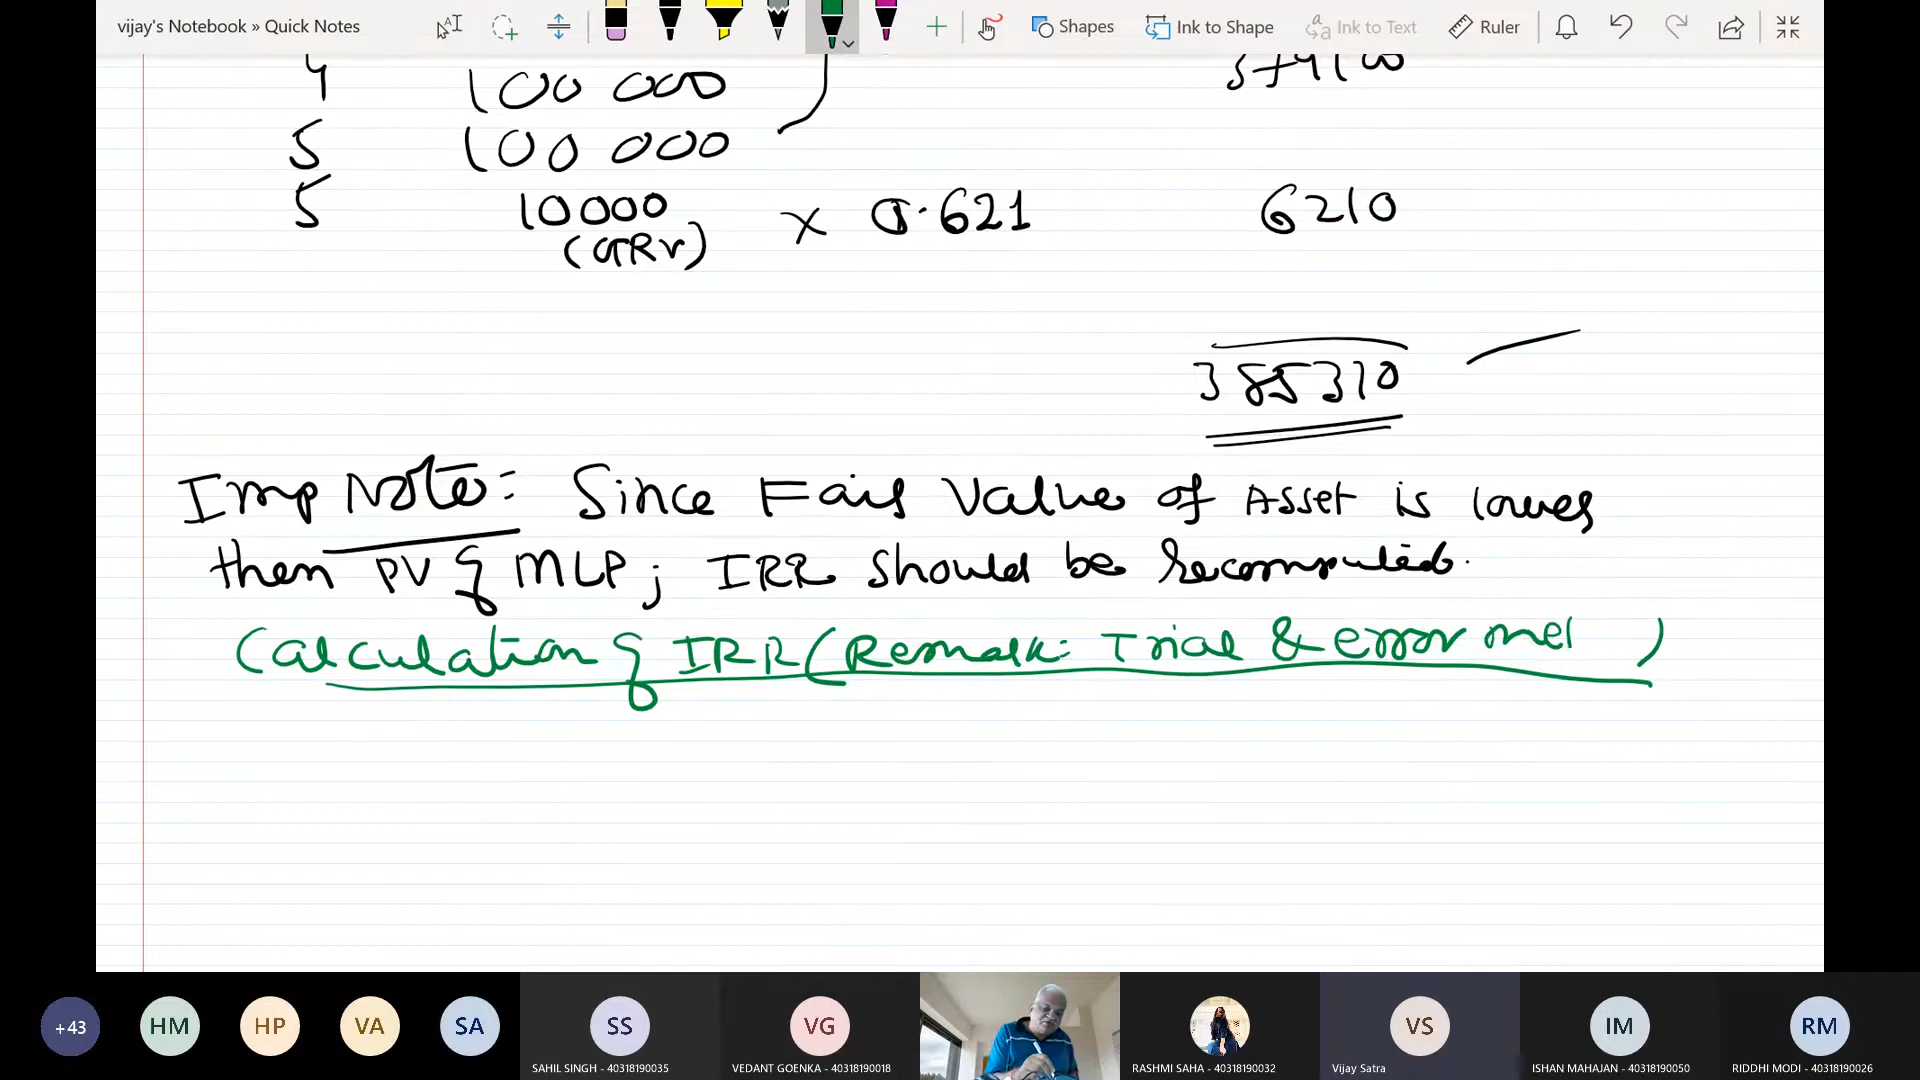 vijay's Notebook » Quick Notes
Shapes Ink to Shape Ink to Text Ruler
4 100 000
5 100 000
5 10000 x 0.621 6210
(GRV)
385310
Imp Note: Since Fair Value of Asset is lower
then PV of MLP; IRR should be recomputed.
Calculation of IRR (Remark: Trial & error met )
+43 HM HP VA SA SS VG VS IM RM
SAHIL SINGH - 40318190035 VEDANT GOENKA - 40318190018 RASHMI SAHA - 40318190032 Vijay Satra ISHAN MAHAJAN - 40318190050 RIDDHI MODI - 40318190026